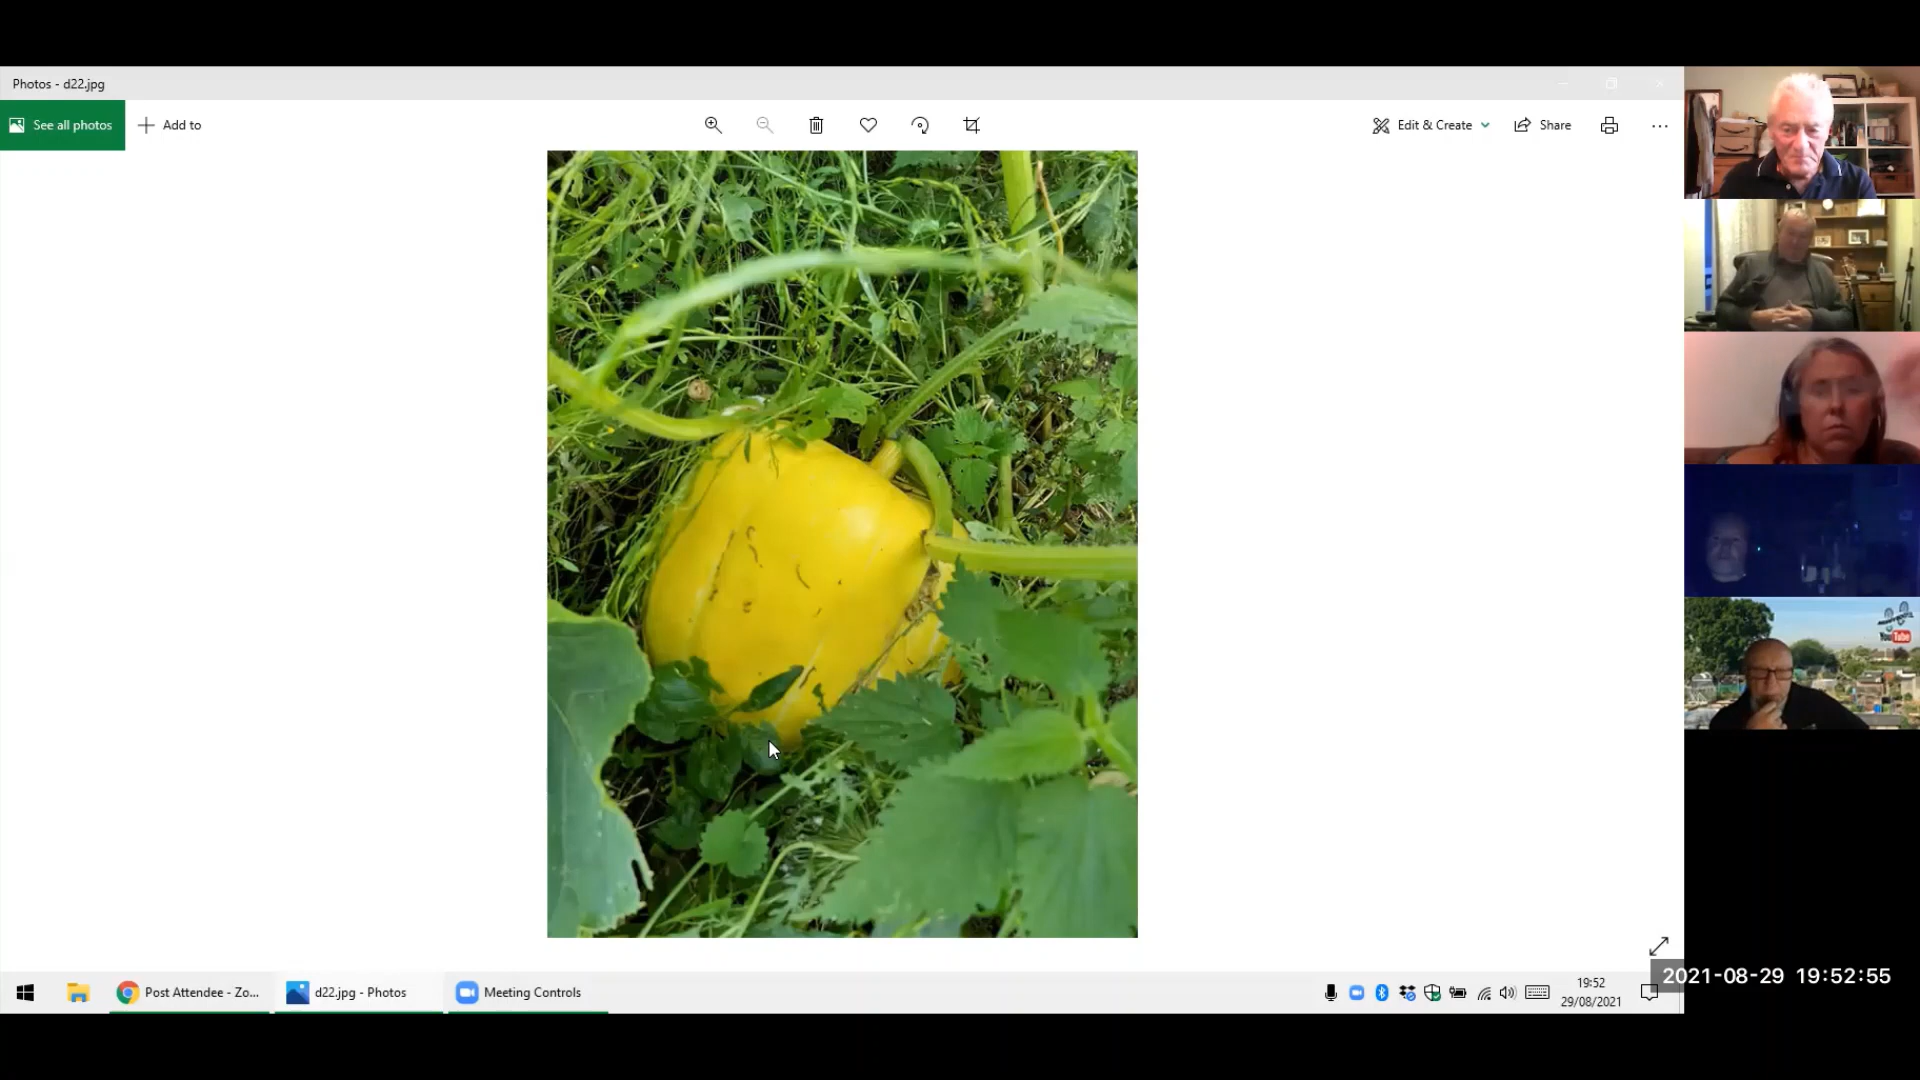 Photos - d22.jpg
See all photos
Add to
Edit & Create
Share
YouTube
Post Attendee - Zo...
d22.jpg - Photos
Meeting Controls
19:52
29/08/2021
2021-08-29 19:52:55